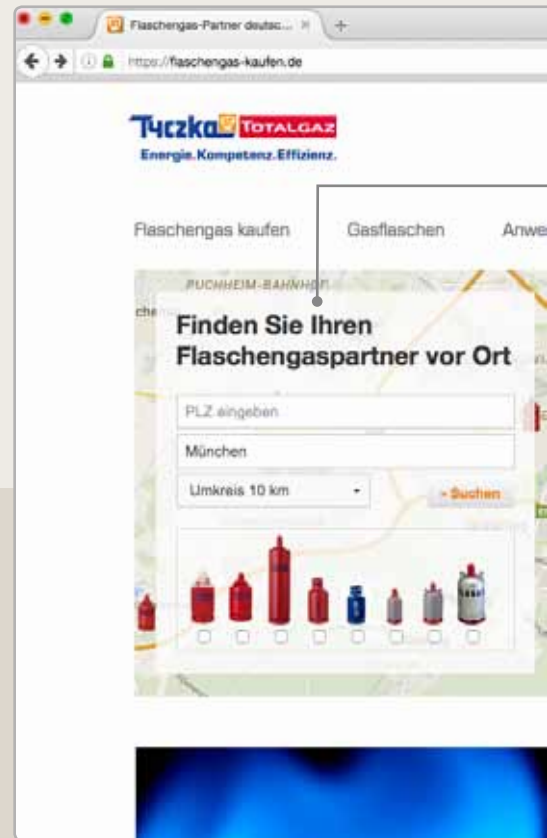 Flaschengas-Partner deutsc...
https://flaschengas-kaufen.de
Tyczka TOTALGAZ
Energie.Kompetenz.Effizienz.
Flaschengas kaufen Gasflaschen Anwe
PUCHHEIM-BAHNHOF
Finden Sie Ihren
Flaschengaspartner vor Ort
PLZ eingeben
München
Umkreis 10 km
Suchen